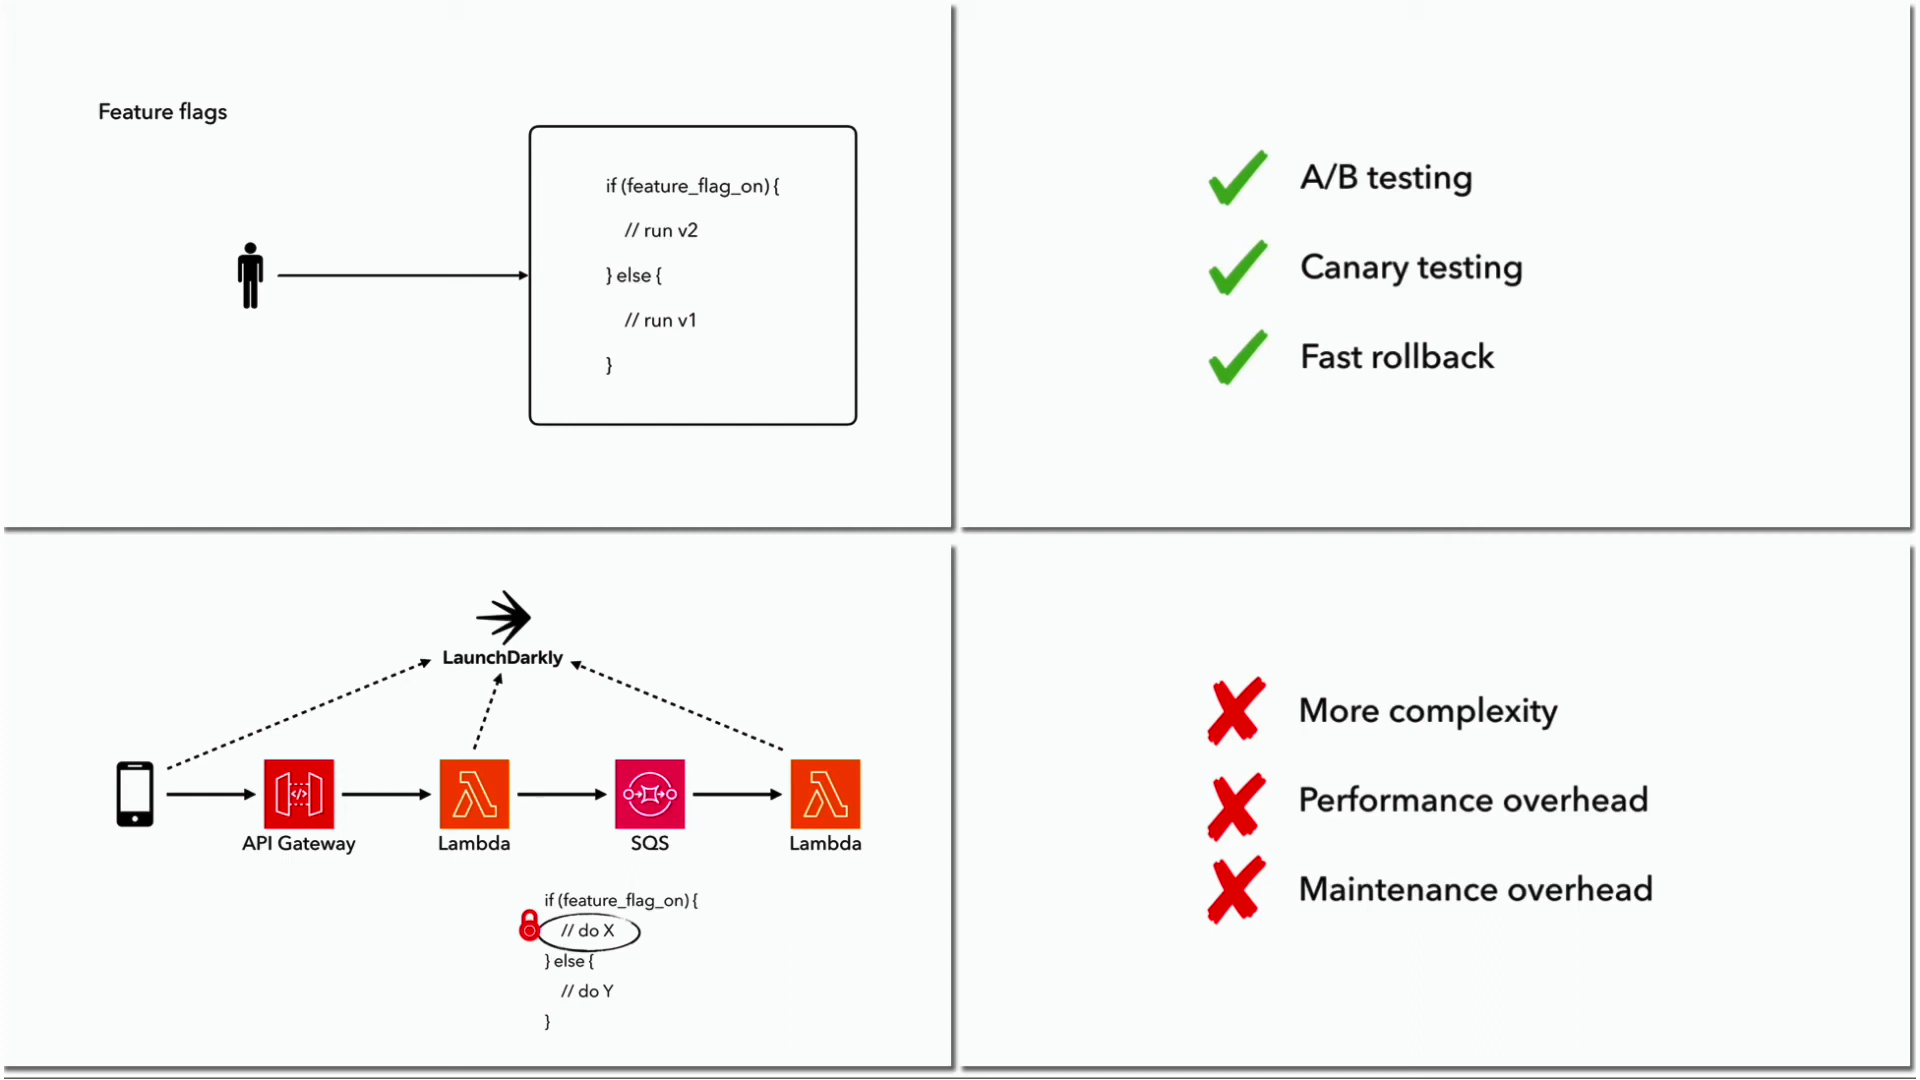 Feature flags
if (feature_flag_on) {
// run v2
} else {
// run v1
}
A/B testing
Canary testing
Fast rollback
LaunchDarkly
API Gateway
Lambda
SQS
Lambda
if (feature_flag_on) {
// do X
} else {
// do Y
}
More complexity
Performance overhead
Maintenance overhead